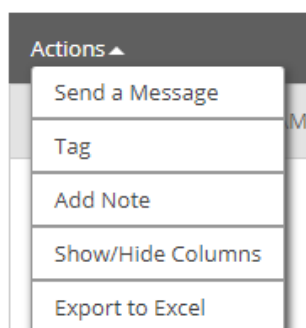 Actions
Send a Message
Tag
Add Note
Show/Hide Columns
Export to Excel